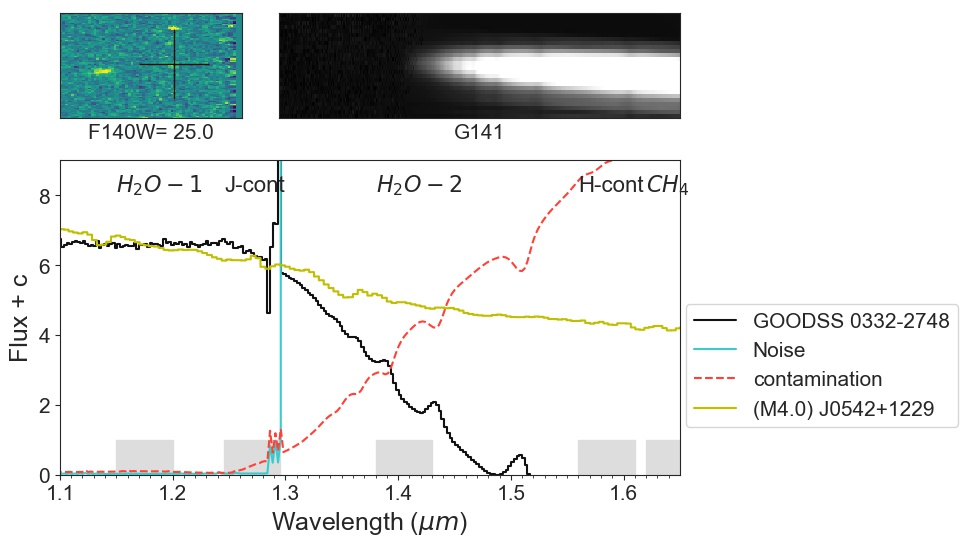 F140W= 25.0
G141
H₂O − 1
J-cont
H₂O − 2
H-cont
CH₄
Flux + c
8
6
4
2
0
1.1
1.2
1.3
1.4
1.5
1.6
Wavelength (μm)
GOODSS 0332-2748
Noise
contamination
(M4.0) J0542+1229